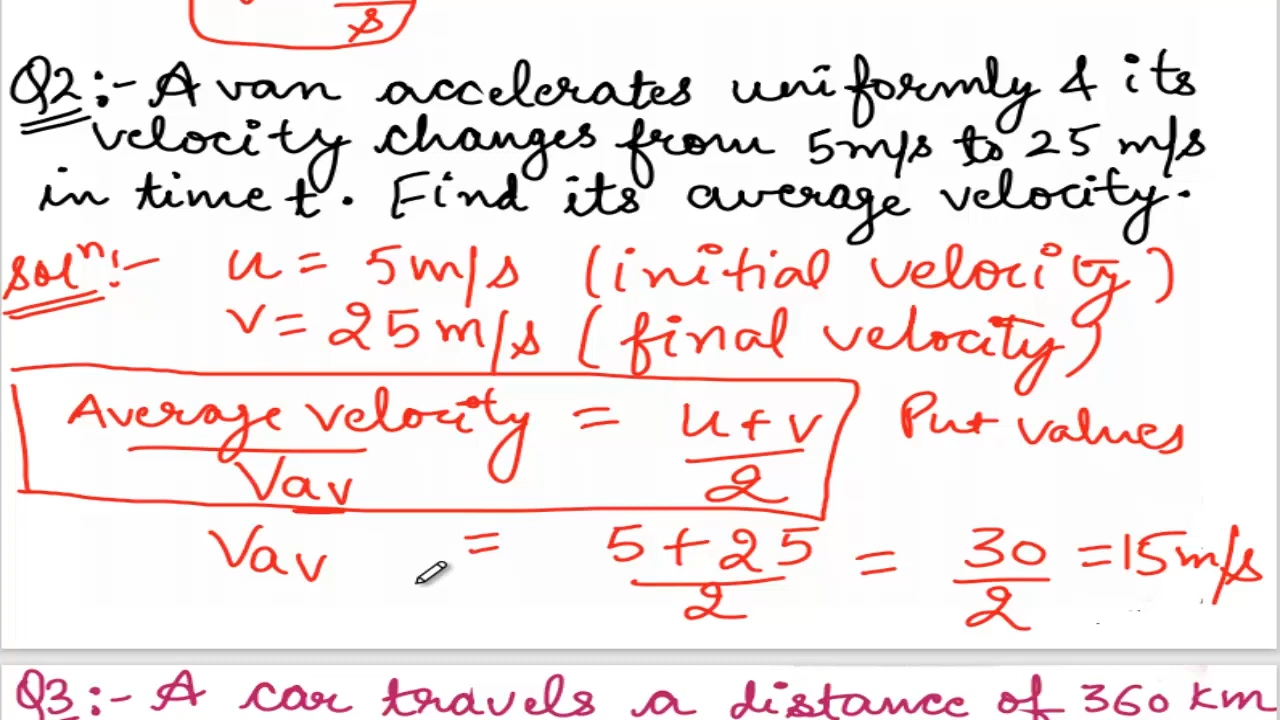 s
Q2:- A van accelerates uniformly & its
velocity changes from 5m/s to 25 m/s
in time t. Find its average velocity.
Solⁿ:- u = 5m/s (initial velocity)
v = 25m/s (final velocity)
Average velocity = u+v/2 Put values
Vav
Vav = 5+25/2 = 30/2 = 15m/s
Q3:- A car travels a distance of 360 km